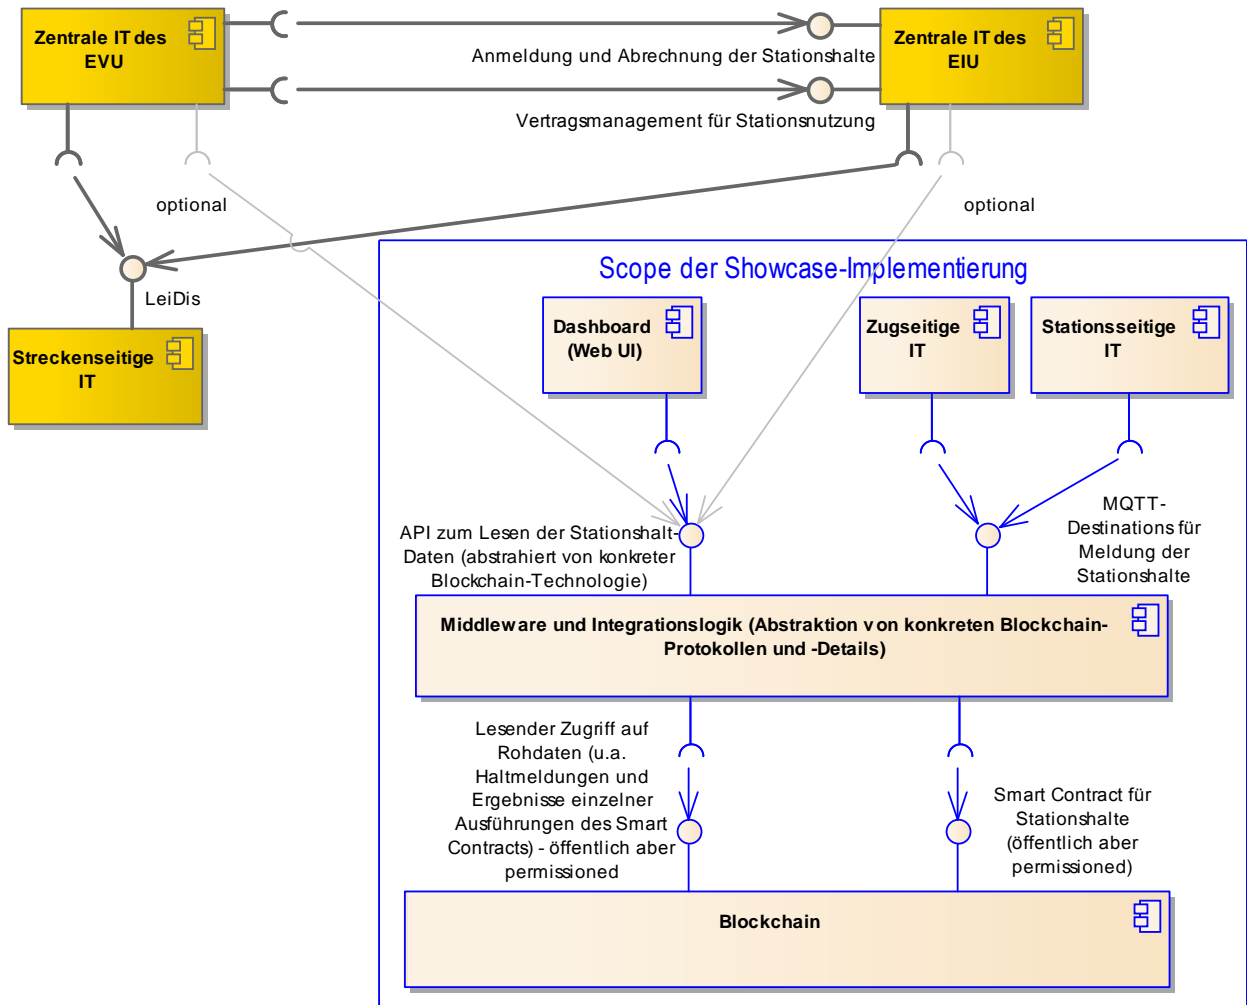 Zentrale IT des
EVU
Zentrale IT des
EIU
Anmeldung und Abrechnung der Stationshalte
Vertragsmanagement für Stationsnutzung
optional
optional
LeiDis
Streckenseitige
IT
Scope der Showcase-Implementierung
Dashboard
(Web UI)
Zugseitige
IT
Stationsseitige
IT
API zum Lesen der Stationshalt-
Daten (abstrahiert von konkreter
Blockchain-Technologie)
MQTT-
Destinations für
Meldung der
Stationshalte
Middleware und Integrationslogik (Abstraktion von konkreten Blockchain-
Protokollen und -Details)
Lesender Zugriff auf
Rohdaten (u.a.
Haltmeldungen und
Ergebnisse einzelner
Ausführungen des Smart
Contracts) - öffentlich aber
permissioned
Smart Contract für
Stationshalte
(öffentlich aber
permissioned)
Blockchain